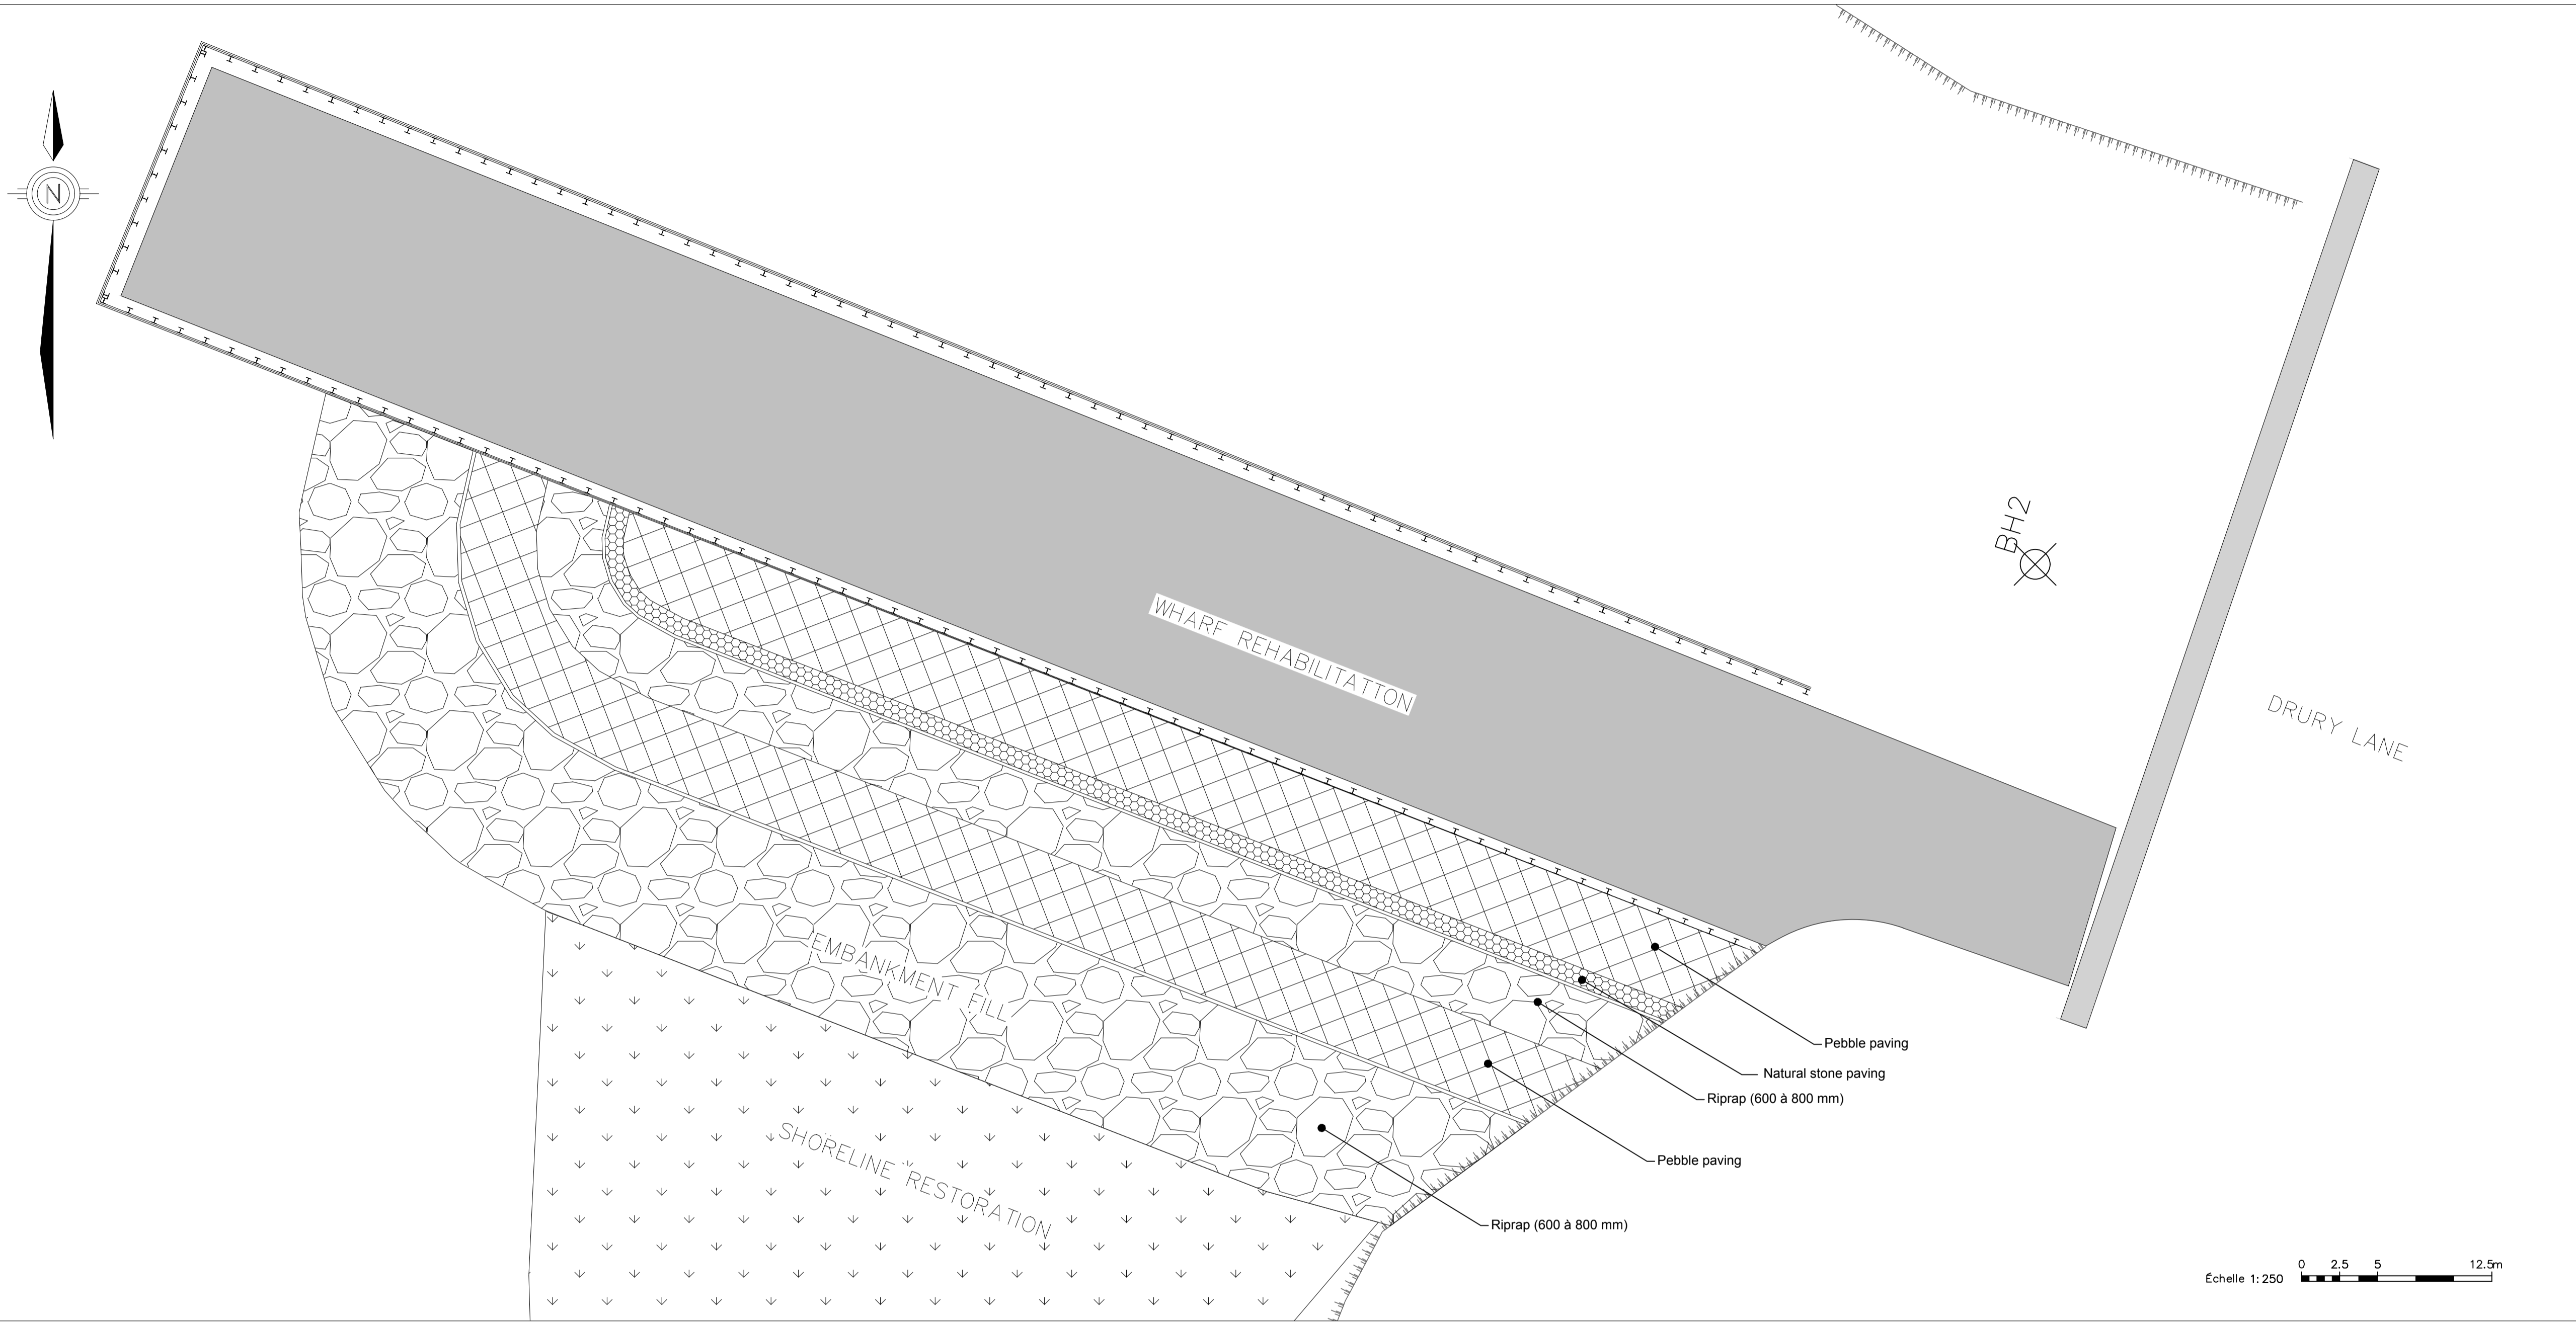 N
BH2
WHARF REHABILITATTON
DRURY LANE
EMBANKMENT FILL
SHORELINE RESTORATION
Pebble paving
Natural stone paving
Riprap (600 à 800 mm)
Pebble paving
Riprap (600 à 800 mm)
Échelle 1:250
0 2.5 5 12.5m